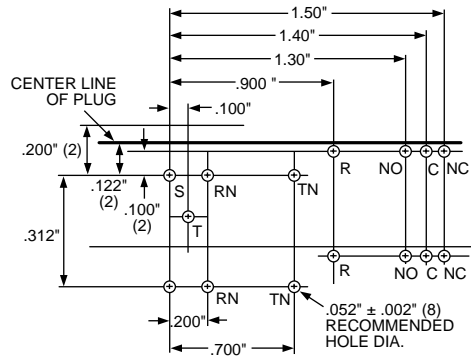 1.50"
1.40"
1.30"
.900"
CENTER LINE
OF PLUG
.100"
.200" (2)
.122"
(2)
.100"
(2)
.312"
S
RN
TN
R
NO
C
NC
T
R
NO
C
NC
RN
TN
.200"
.700"
.052" ± .002" (8)
RECOMMENDED
HOLE DIA.